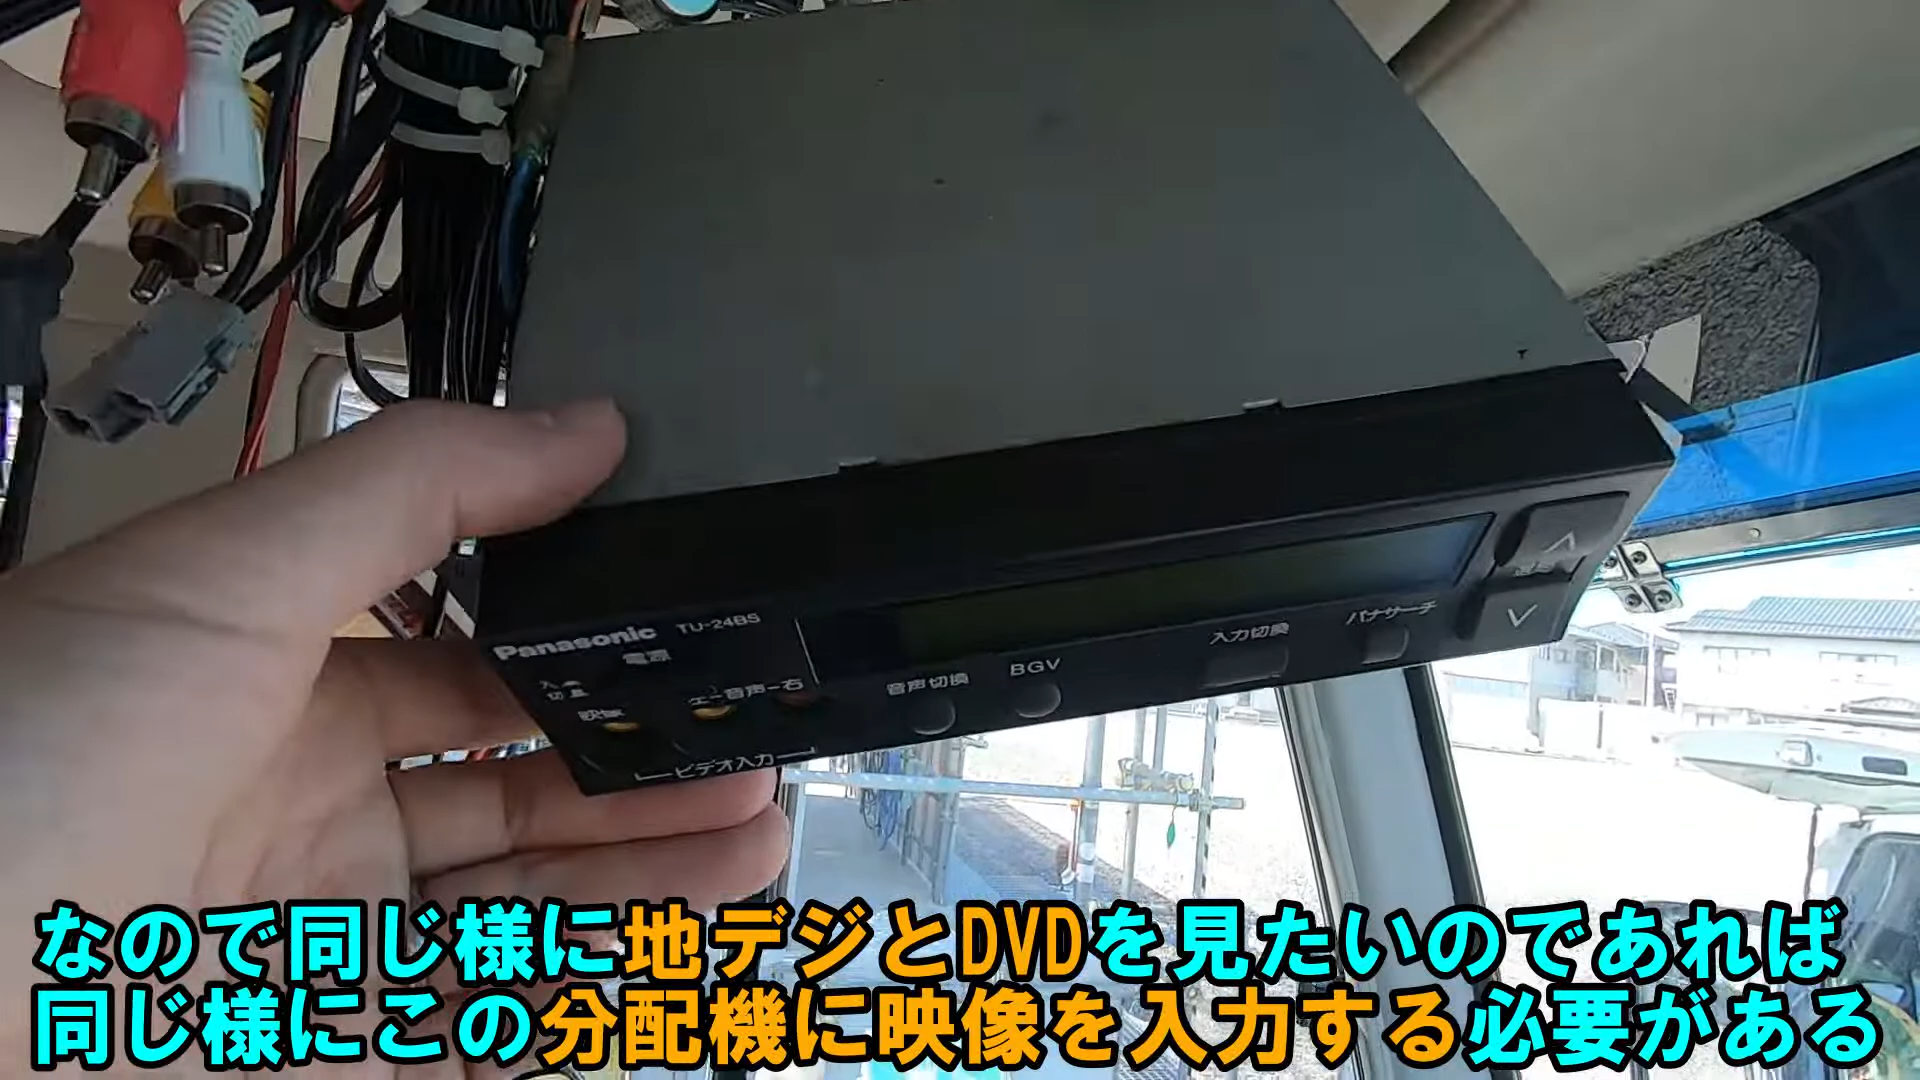 Panasonic TU-24BS
電源
入
切
映像
左-音声-右
ビデオ入力
音声切換
BGV
入力切換
パナサーチ
なので同じ様に地デジとDVDを見たいのであれば
同じ様にこの分配機に映像を入力する必要がある